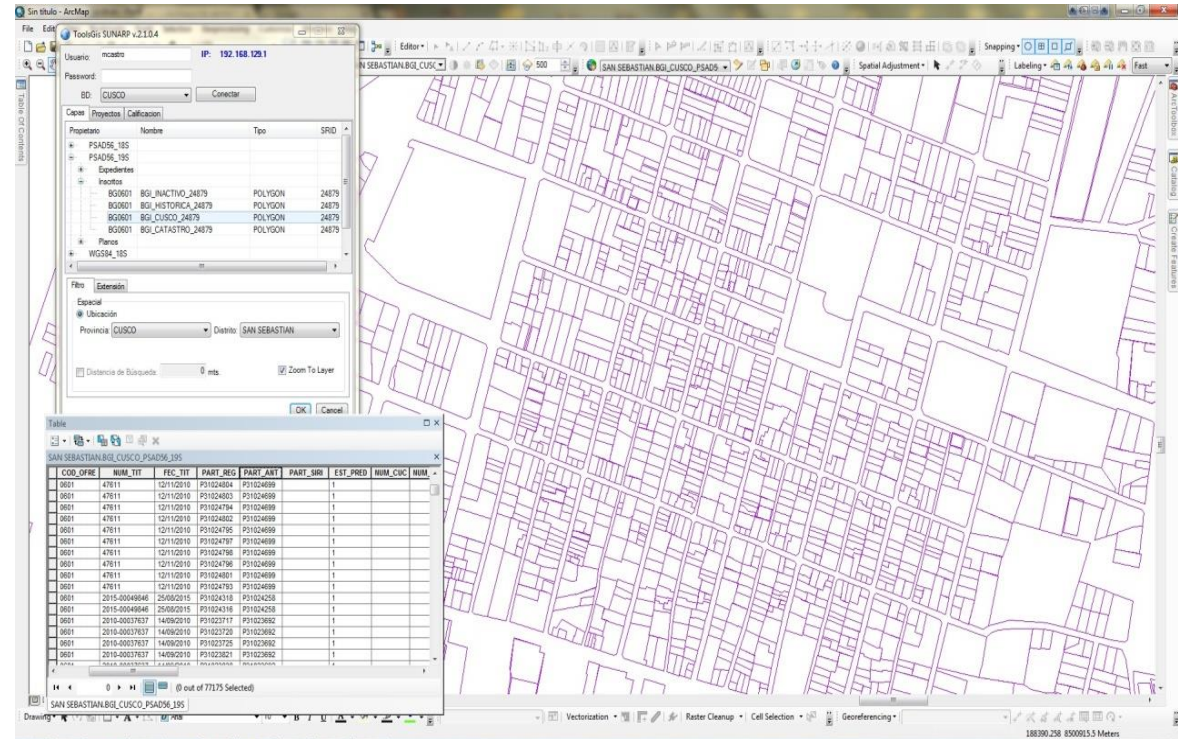 Sin título - ArcMap
File Edit
ToolsGis SUNARP v.2.1.0.4
Usuario: mcastro IP: 192.168.129.1
Password:
BD: CUSCO Conectar
Capas Proyectos Calificacion
Propietario Nombre Tipo SRID
PSAD56_18S
PSAD56_19S
Expedientes
Inscritos
BG0601 BGI_INACTIVO_24879 POLYGON 24879
BG0601 BGI_HISTORICA_24879 POLYGON 24879
BG0601 BGI_CUSCO_24879 POLYGON 24879
BG0601 BGI_CATASTRO_24879 POLYGON 24879
Planos
WGS84_18S
Filtro Extensión
Espacial
Ubicación
Provincia: CUSCO Distrito: SAN SEBASTIAN
Distancia de Búsqueda: 0 mts Zoom To Layer
OK Cancel
Editor Snapping
N SEBASTIAN.BGI_CUSC 500 SAN SEBASTIAN.BGI_CUSCO_PSAD5 Spatial Adjustment Labeling Fast
Table Of Contents
ArcToolbox
Catalog
Create Features
Table
SAN SEBASTIAN.BGI_CUSCO_PSAD56_19S
COD_OFRE NUM_TIT FEC_TIT PART_REG PART_ANT PART_SIRI EST_PRED NUM_CUC NUM_
0601 47611 12/11/2010 P31024804 P31024699 1
0601 47611 12/11/2010 P31024803 P31024699 1
0601 47611 12/11/2010 P31024794 P31024699 1
0601 47611 12/11/2010 P31024802 P31024699 1
0601 47611 12/11/2010 P31024795 P31024699 1
0601 47611 12/11/2010 P31024797 P31024699 1
0601 47611 12/11/2010 P31024798 P31024699 1
0601 47611 12/11/2010 P31024796 P31024699 1
0601 47611 12/11/2010 P31024801 P31024699 1
0601 47611 12/11/2010 P31024793 P31024699 1
0601 2015-00049846 25/08/2015 P31024318 P31024258 1
0601 2015-00049846 25/08/2015 P31024316 P31024258 1
0601 2010-00037637 14/09/2010 P31023717 P31023692 1
0601 2010-00037637 14/09/2010 P31023720 P31023692 1
0601 2010-00037637 14/09/2010 P31023725 P31023692 1
0601 2010-00037637 14/09/2010 P31023821 P31023692 1
0 (0 out of 77175 Selected)
SAN SEBASTIAN.BGI_CUSCO_PSAD56_19S
Drawing Arial 10 B I U A Vectorization Raster Cleanup Cell Selection Georeferencing
188390.258 8500915.5 Meters